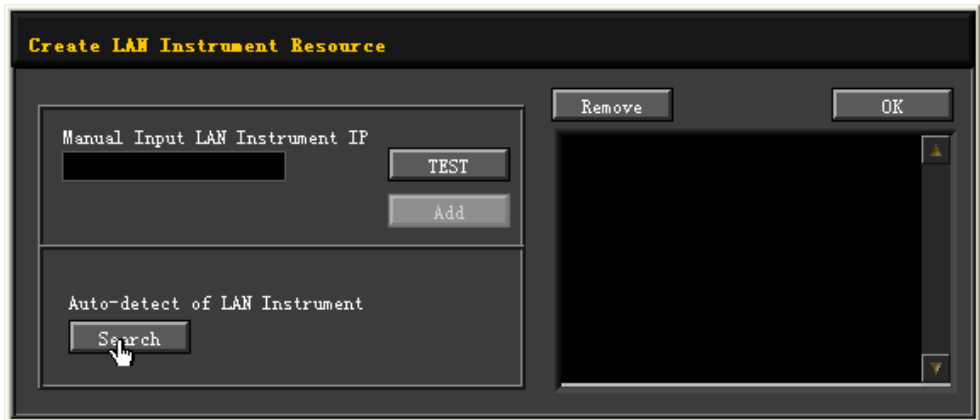 Create LAN Instrument Resource
Manual Input LAN Instrument IP
TEST
Add
Auto-detect of LAN Instrument
Search
Remove
OK